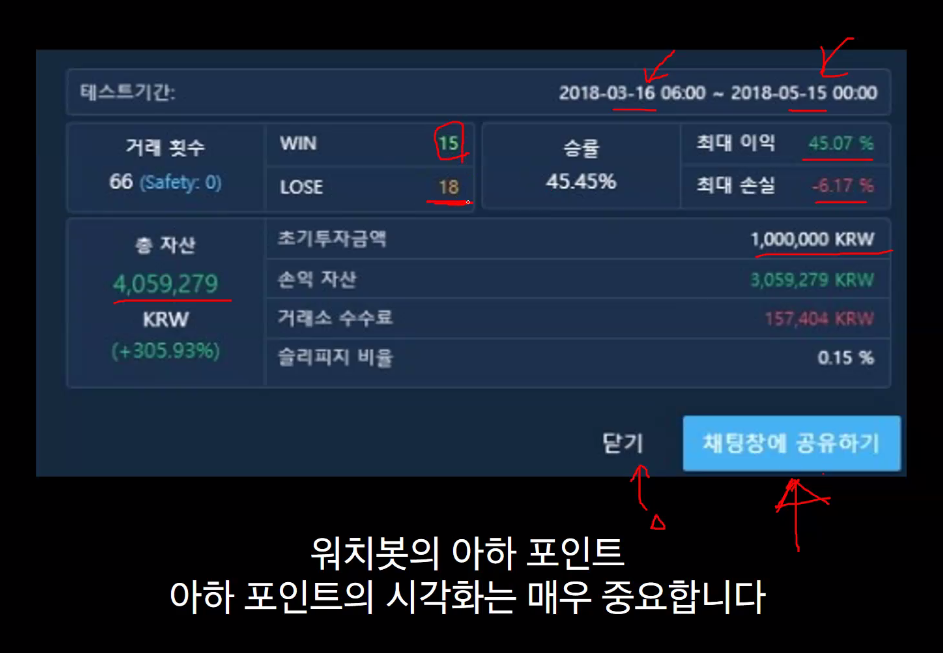 테스트기간: 2018-03-16 06:00 ~ 2018-05-15 00:00
거래 횟수
66 (Safety: 0)
WIN 15
LOSE 18
승률
45.45%
최대 이익 45.07 %
최대 손실 -6.17 %
총 자산
4,059,279
KRW
(+305.93%)
초기투자금액 1,000,000 KRW
손익 자산 3,059,279 KRW
거래소 수수료 157,404 KRW
슬리피지 비율 0.15 %
닫기
채팅창에 공유하기
워치봇의 아하 포인트
아하 포인트의 시각화는 매우 중요합니다